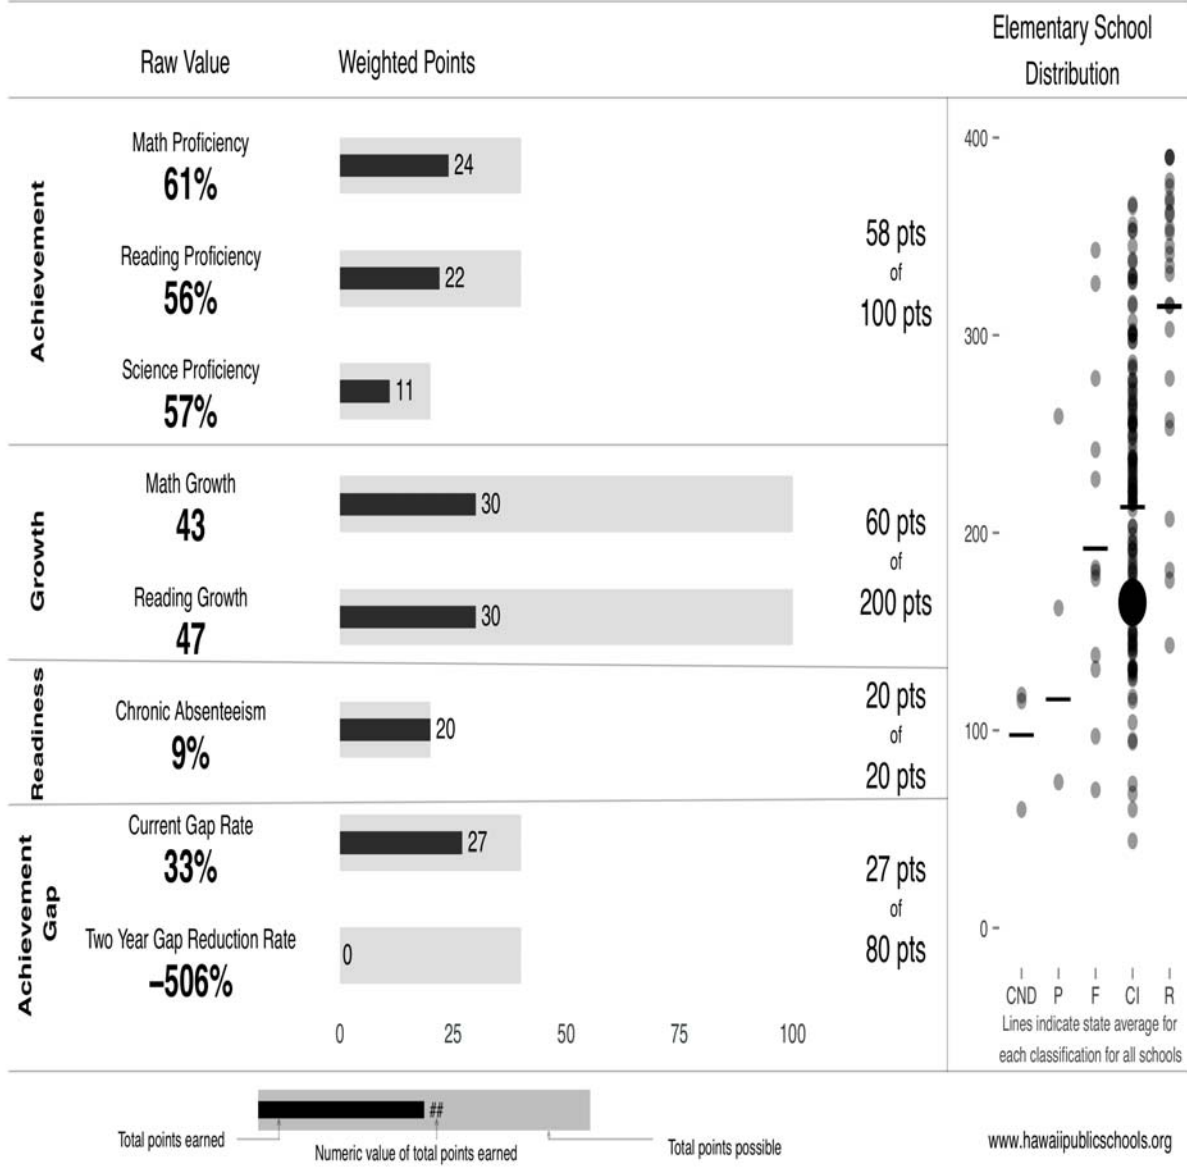 Raw Value
Weighted Points
Elementary School
Distribution
Achievement
Math Proficiency
61%
24
Reading Proficiency
56%
22
Science Proficiency
57%
11
58 pts
of
100 pts
Growth
Math Growth
43
30
Reading Growth
47
30
60 pts
of
200 pts
Readiness
Chronic Absenteeism
9%
20
20 pts
of
20 pts
Achievement
Gap
Current Gap Rate
33%
27
Two Year Gap Reduction Rate
−506%
0
27 pts
of
80 pts
0 25 50 75 100
400
300
200
100
0
CND P F CI R
Lines indicate state average for
each classification for all schools
##
Total points earned
Numeric value of total points earned
Total points possible
www.hawaiipublicschools.org